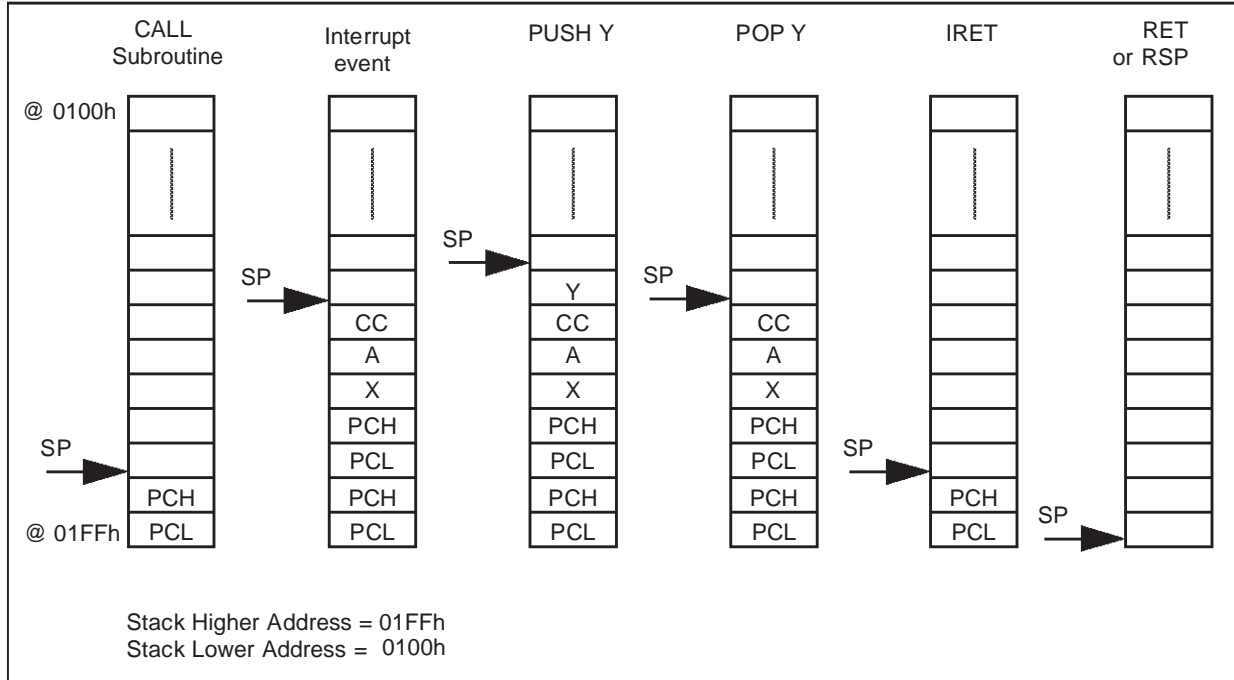 CALL
Subroutine
Interrupt
event
PUSH Y
POP Y
IRET
RET
or RSP
@ 0100h
SP
SP
SP
Y
CC
CC
CC
A
A
A
X
X
X
PCH
PCH
PCH
SP
PCL
SP
PCL
PCL
PCH
PCH
PCH
PCH
PCH
SP
@ 01FFh
PCL
PCL
PCL
PCL
PCL
Stack Higher Address = 01FFh
Stack Lower Address = 0100h